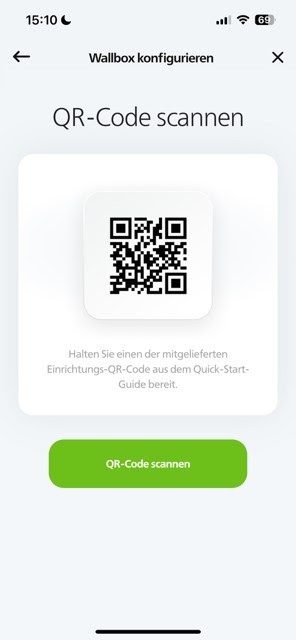 15:10
69
Wallbox konfigurieren
QR-Code scannen
Halten Sie einen der mitgelieferten
Einrichtungs-QR-Code aus dem Quick-Start-
Guide bereit.
QR-Code scannen